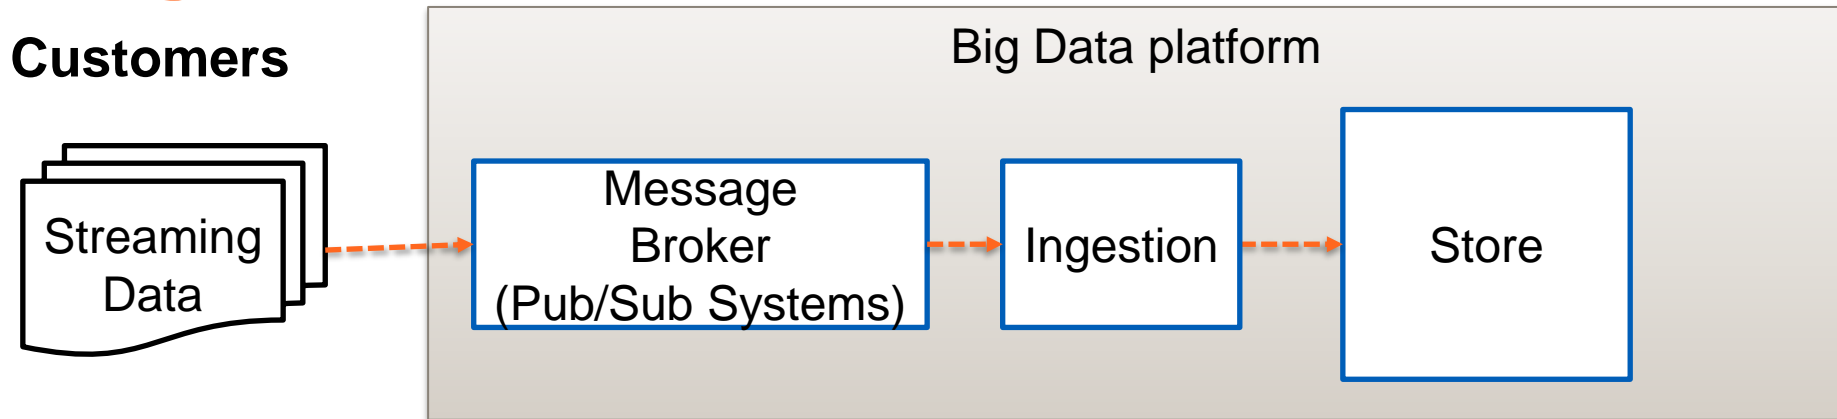 Customers
Big Data platform
Streaming
Data
Message
Broker
(Pub/Sub Systems)
Ingestion
Store